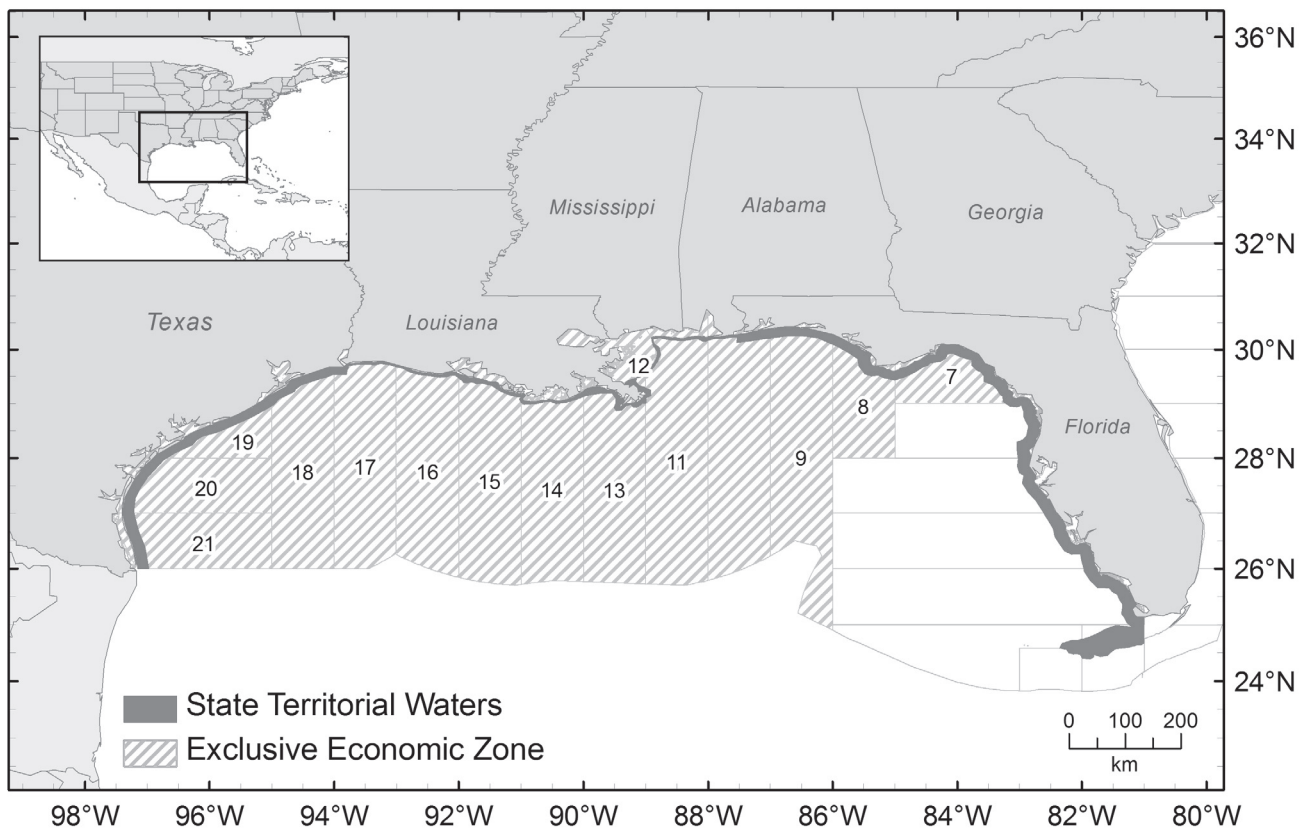 36°N
34°N
Mississippi
Alabama
Georgia
32°N
Texas
Louisiana
30°N
12
7
8
Florida
19
11
9
28°N
18
17
16
15
14
13
20
21
26°N
24°N
State Territorial Waters
0 100 200
Exclusive Economic Zone
km
98°W 96°W 94°W 92°W 90°W 88°W 86°W 84°W 82°W 80°W